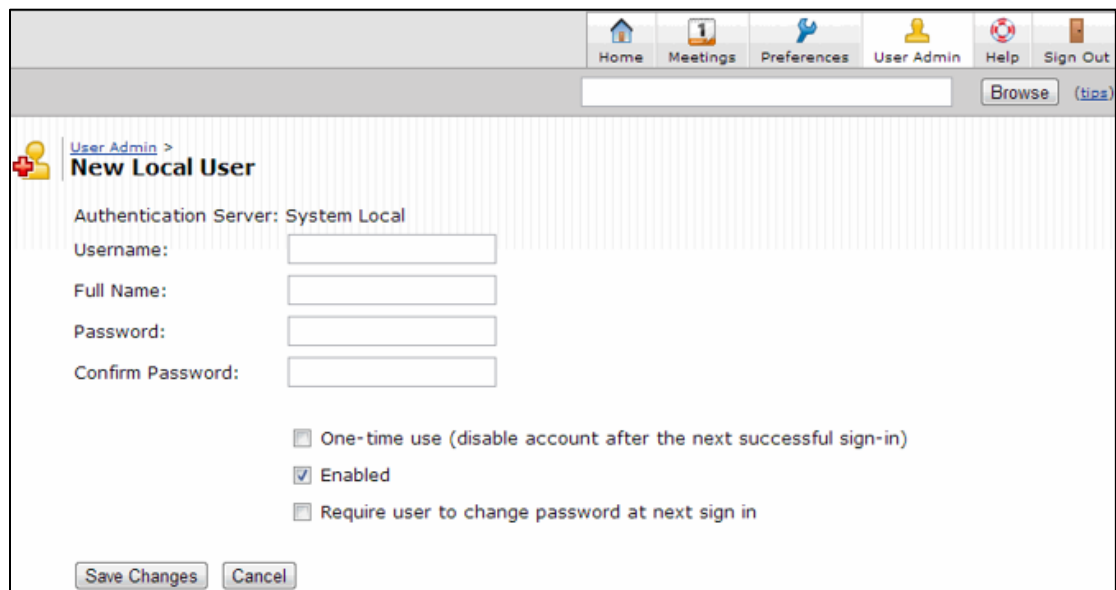 1
Home Meetings Preferences User Admin Help Sign Out
Browse (tips)
User Admin >
New Local User
Authentication Server: System Local
Username:
Full Name:
Password:
Confirm Password:
One-time use (disable account after the next successful sign-in)
Enabled
Require user to change password at next sign in
Save Changes Cancel